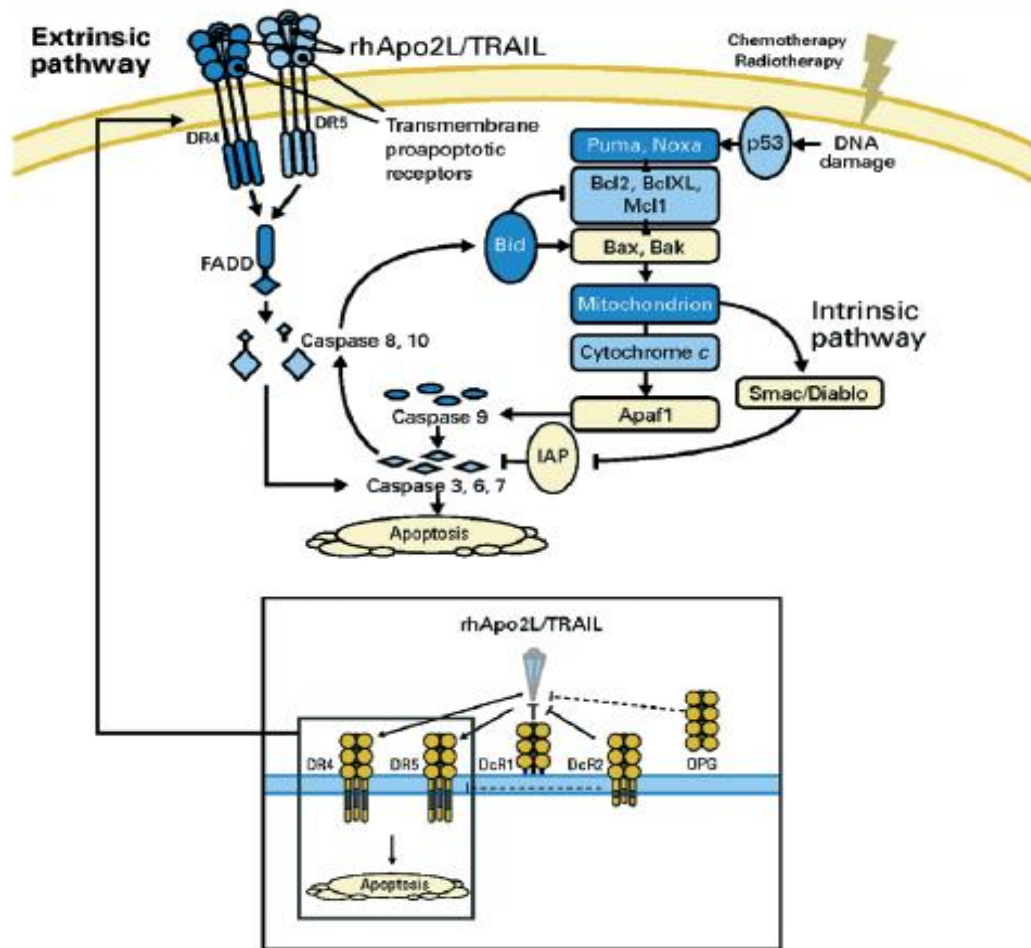 Extrinsic
pathway
rhApo2L/TRAIL
Chemotherapy
Radiotherapy
DR4
DR5
Transmembrane
proapoptotic
receptors
Puma, Noxa
p53
DNA
damage
Bcl2, BclXL,
Mcl1
Bid
Bax, Bak
FADD
Mitochondrion
Intrinsic
pathway
Caspase 8, 10
Cytochrome c
Smac/Diablo
Caspase 9
Apaf1
IAP
Caspase 3, 6, 7
Apoptosis
rhApo2L/TRAIL
DR4
DR5
DcR1
DcR2
OPG
Apoptosis